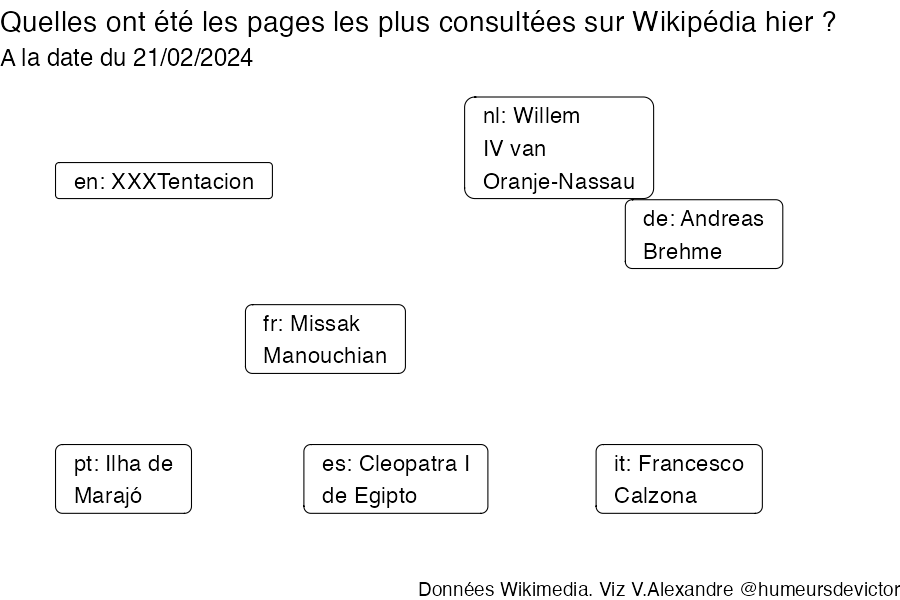 Quelles ont été les pages les plus consultées sur Wikipédia hier ?
A la date du 21/02/2024
nl: Willem
IV van
Oranje-Nassau
en: XXXTentacion
de: Andreas
Brehme
fr: Missak
Manouchian
pt: Ilha de
Marajó
es: Cleopatra I
de Egipto
it: Francesco
Calzona
Données Wikimedia. Viz V.Alexandre @humeursdevictor